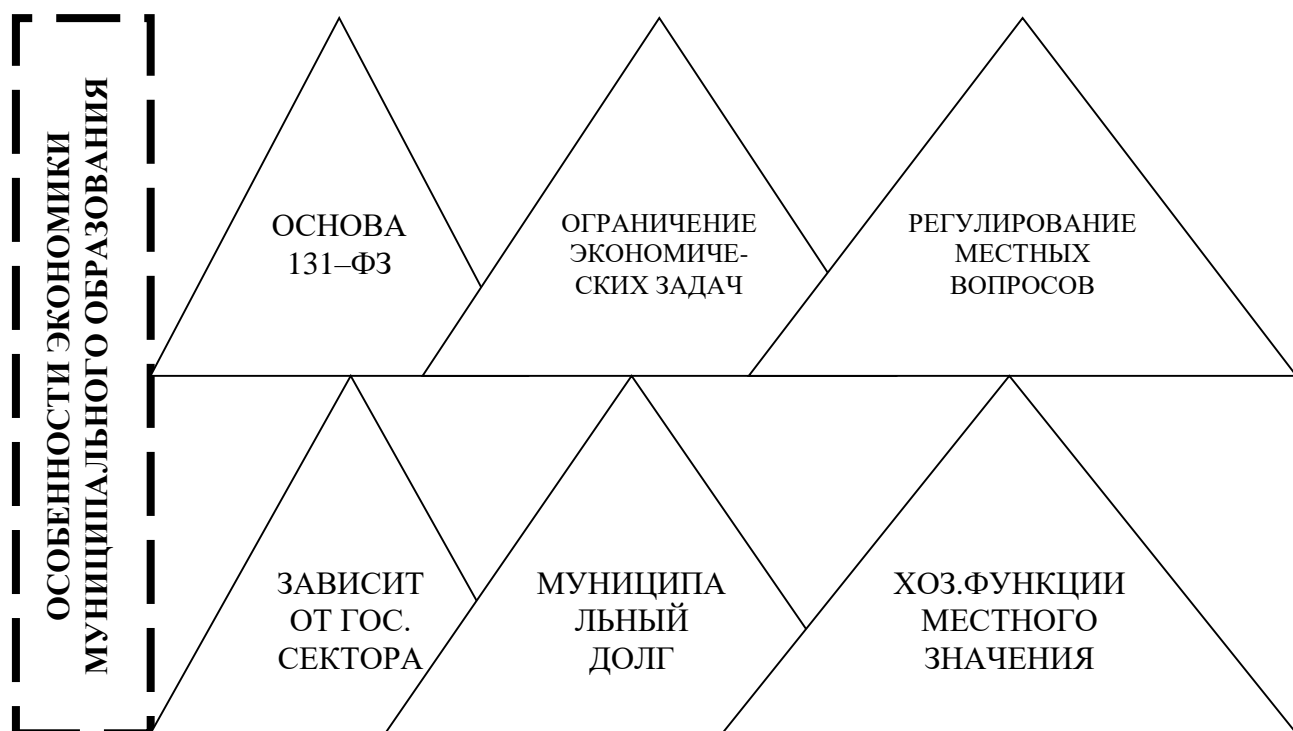 ОСОБЕННОСТИ ЭКОНОМИКИ
МУНИЦИПАЛЬНОГО ОБРАЗОВАНИЯ
ОСНОВА
131–ФЗ
ОГРАНИЧЕНИЕ
ЭКОНОМИЧЕ-
СКИХ ЗАДАЧ
РЕГУЛИРОВАНИЕ
МЕСТНЫХ
ВОПРОСОВ
ЗАВИСИТ
ОТ ГОС.
СЕКТОРА
МУНИЦИПА
ЛЬНЫЙ
ДОЛГ
ХОЗ.ФУНКЦИИ
МЕСТНОГО
ЗНАЧЕНИЯ